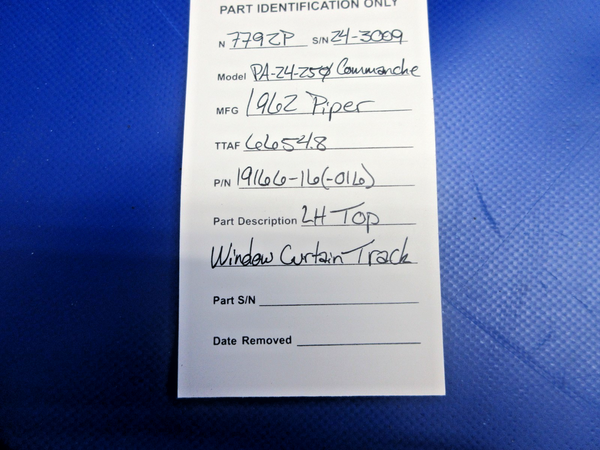 PART IDENTIFICATION ONLY
N 7792P S/N 24-3009
Model PA-24-250 Commanche
MFG 1962 Piper
TTAF 6654.8
P/N 19166-16(-016)
Part Description LH Top
Window Curtain Track
Part S/N
Date Removed